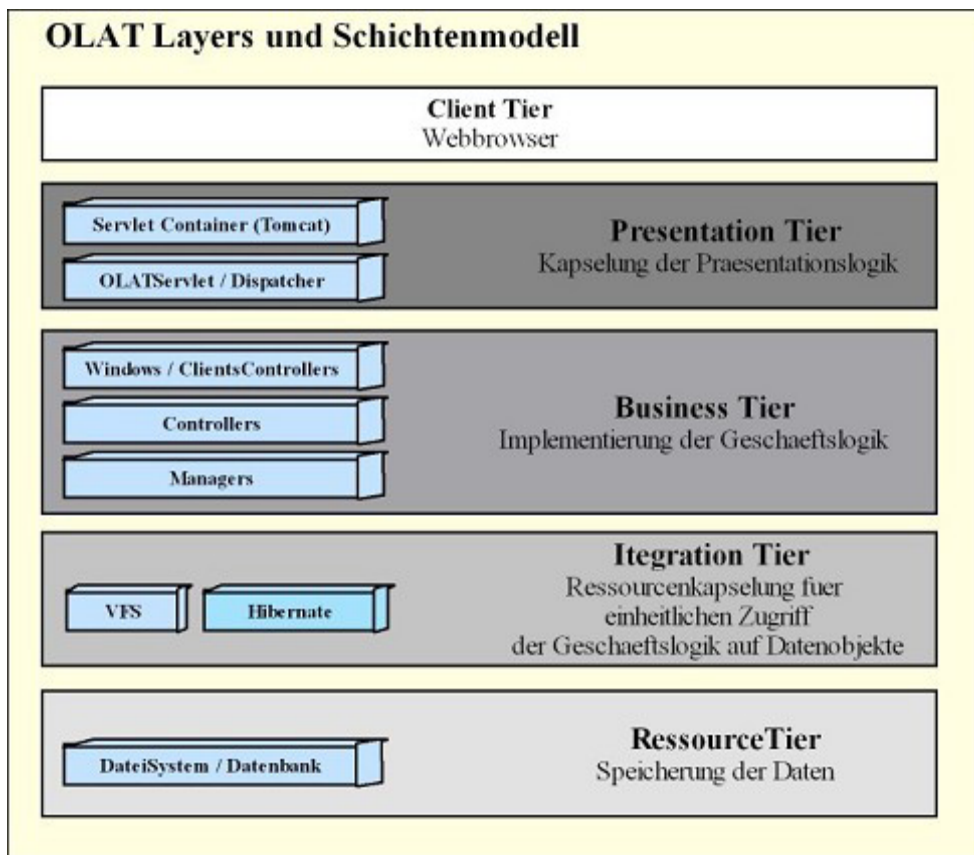 OLAT Layers und Schichtenmodell
Client Tier
Webbrowser
Servlet Container (Tomcat)
OLATServlet / Dispatcher
Presentation Tier
Kapselung der Praesentationslogik
Windows / ClientsControllers
Controllers
Managers
Business Tier
Implementierung der Geschaeftslogik
VFS
Hibernate
Itegration Tier
Ressourcenkapselung fuer
einheitlichen Zugriff
der Geschaeftslogik auf Datenobjekte
DateiSystem / Datenbank
RessourceTier
Speicherung der Daten